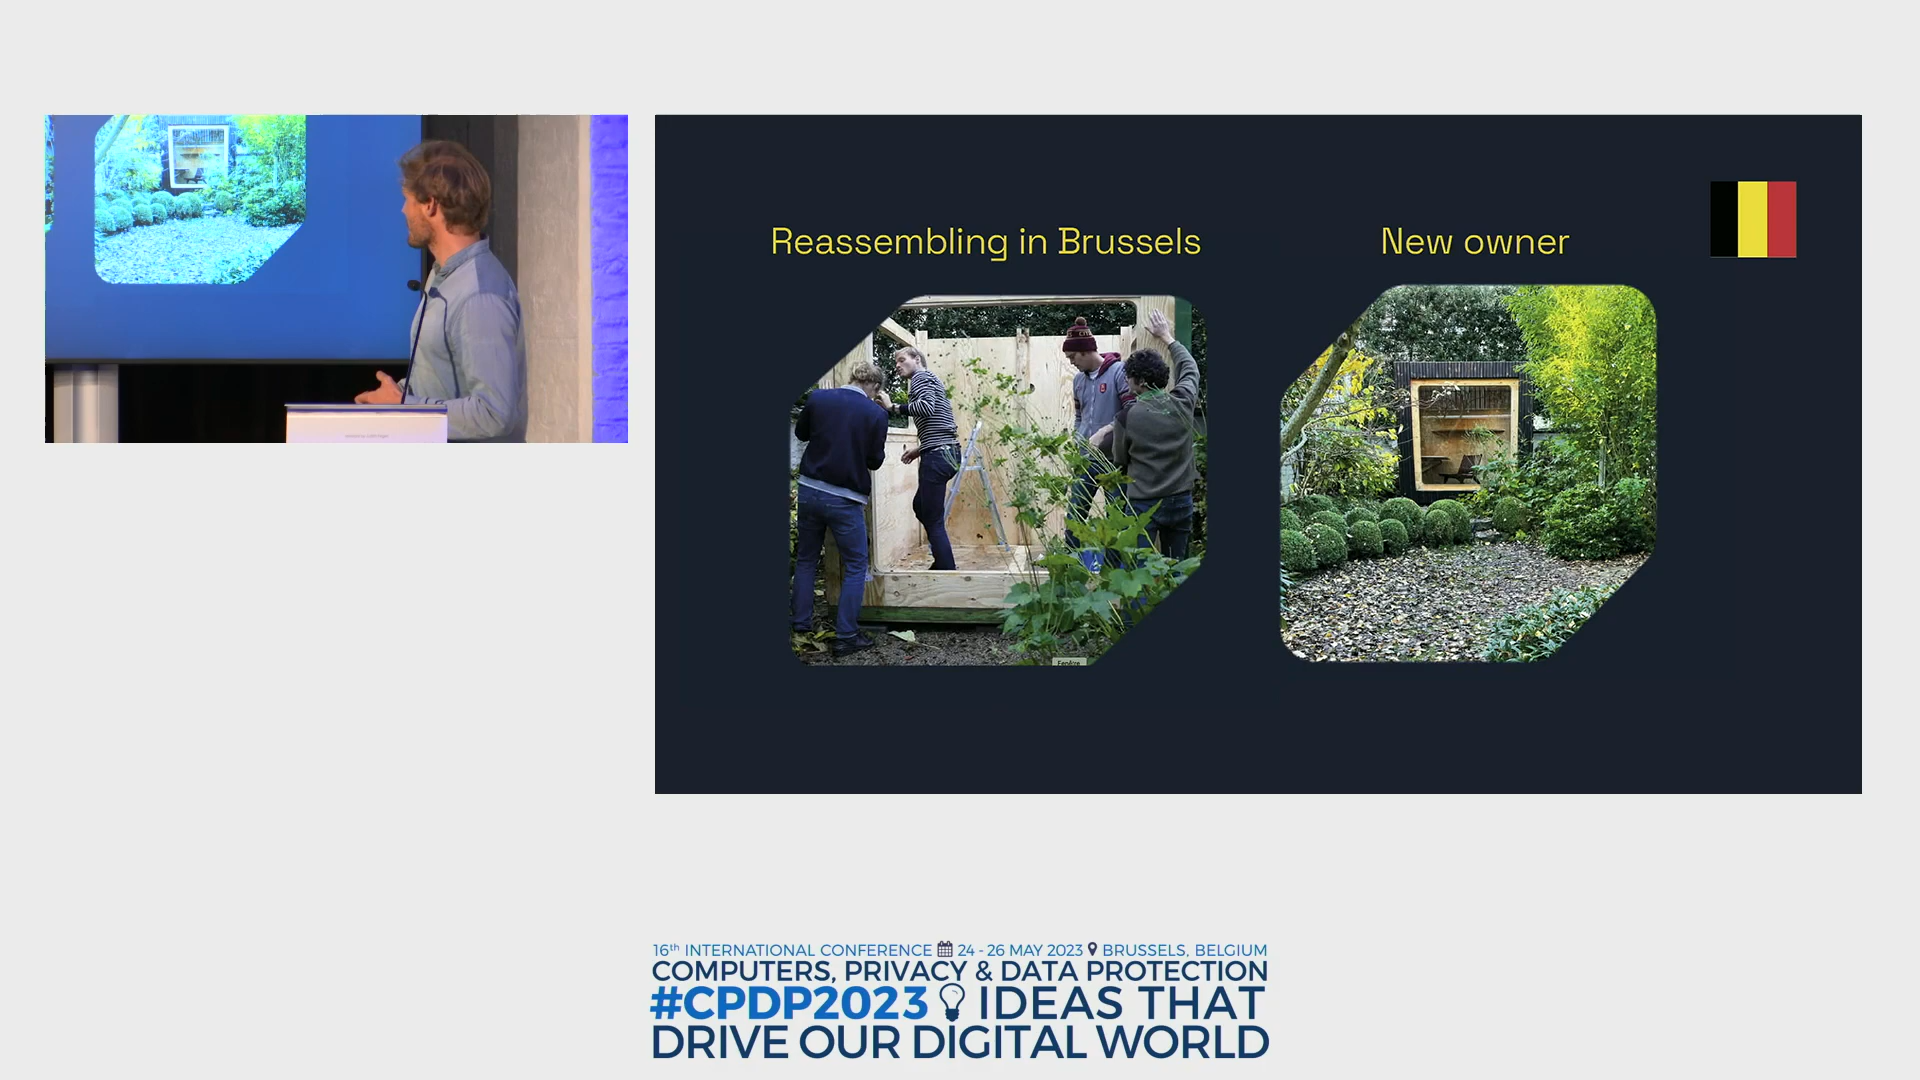 Reassembling in Brussels
New owner
16th INTERNATIONAL CONFERENCE 24 - 26 MAY 2023 BRUSSELS, BELGIUM
COMPUTERS, PRIVACY & DATA PROTECTION
#CPDP2023 IDEAS THAT
DRIVE OUR DIGITAL WORLD